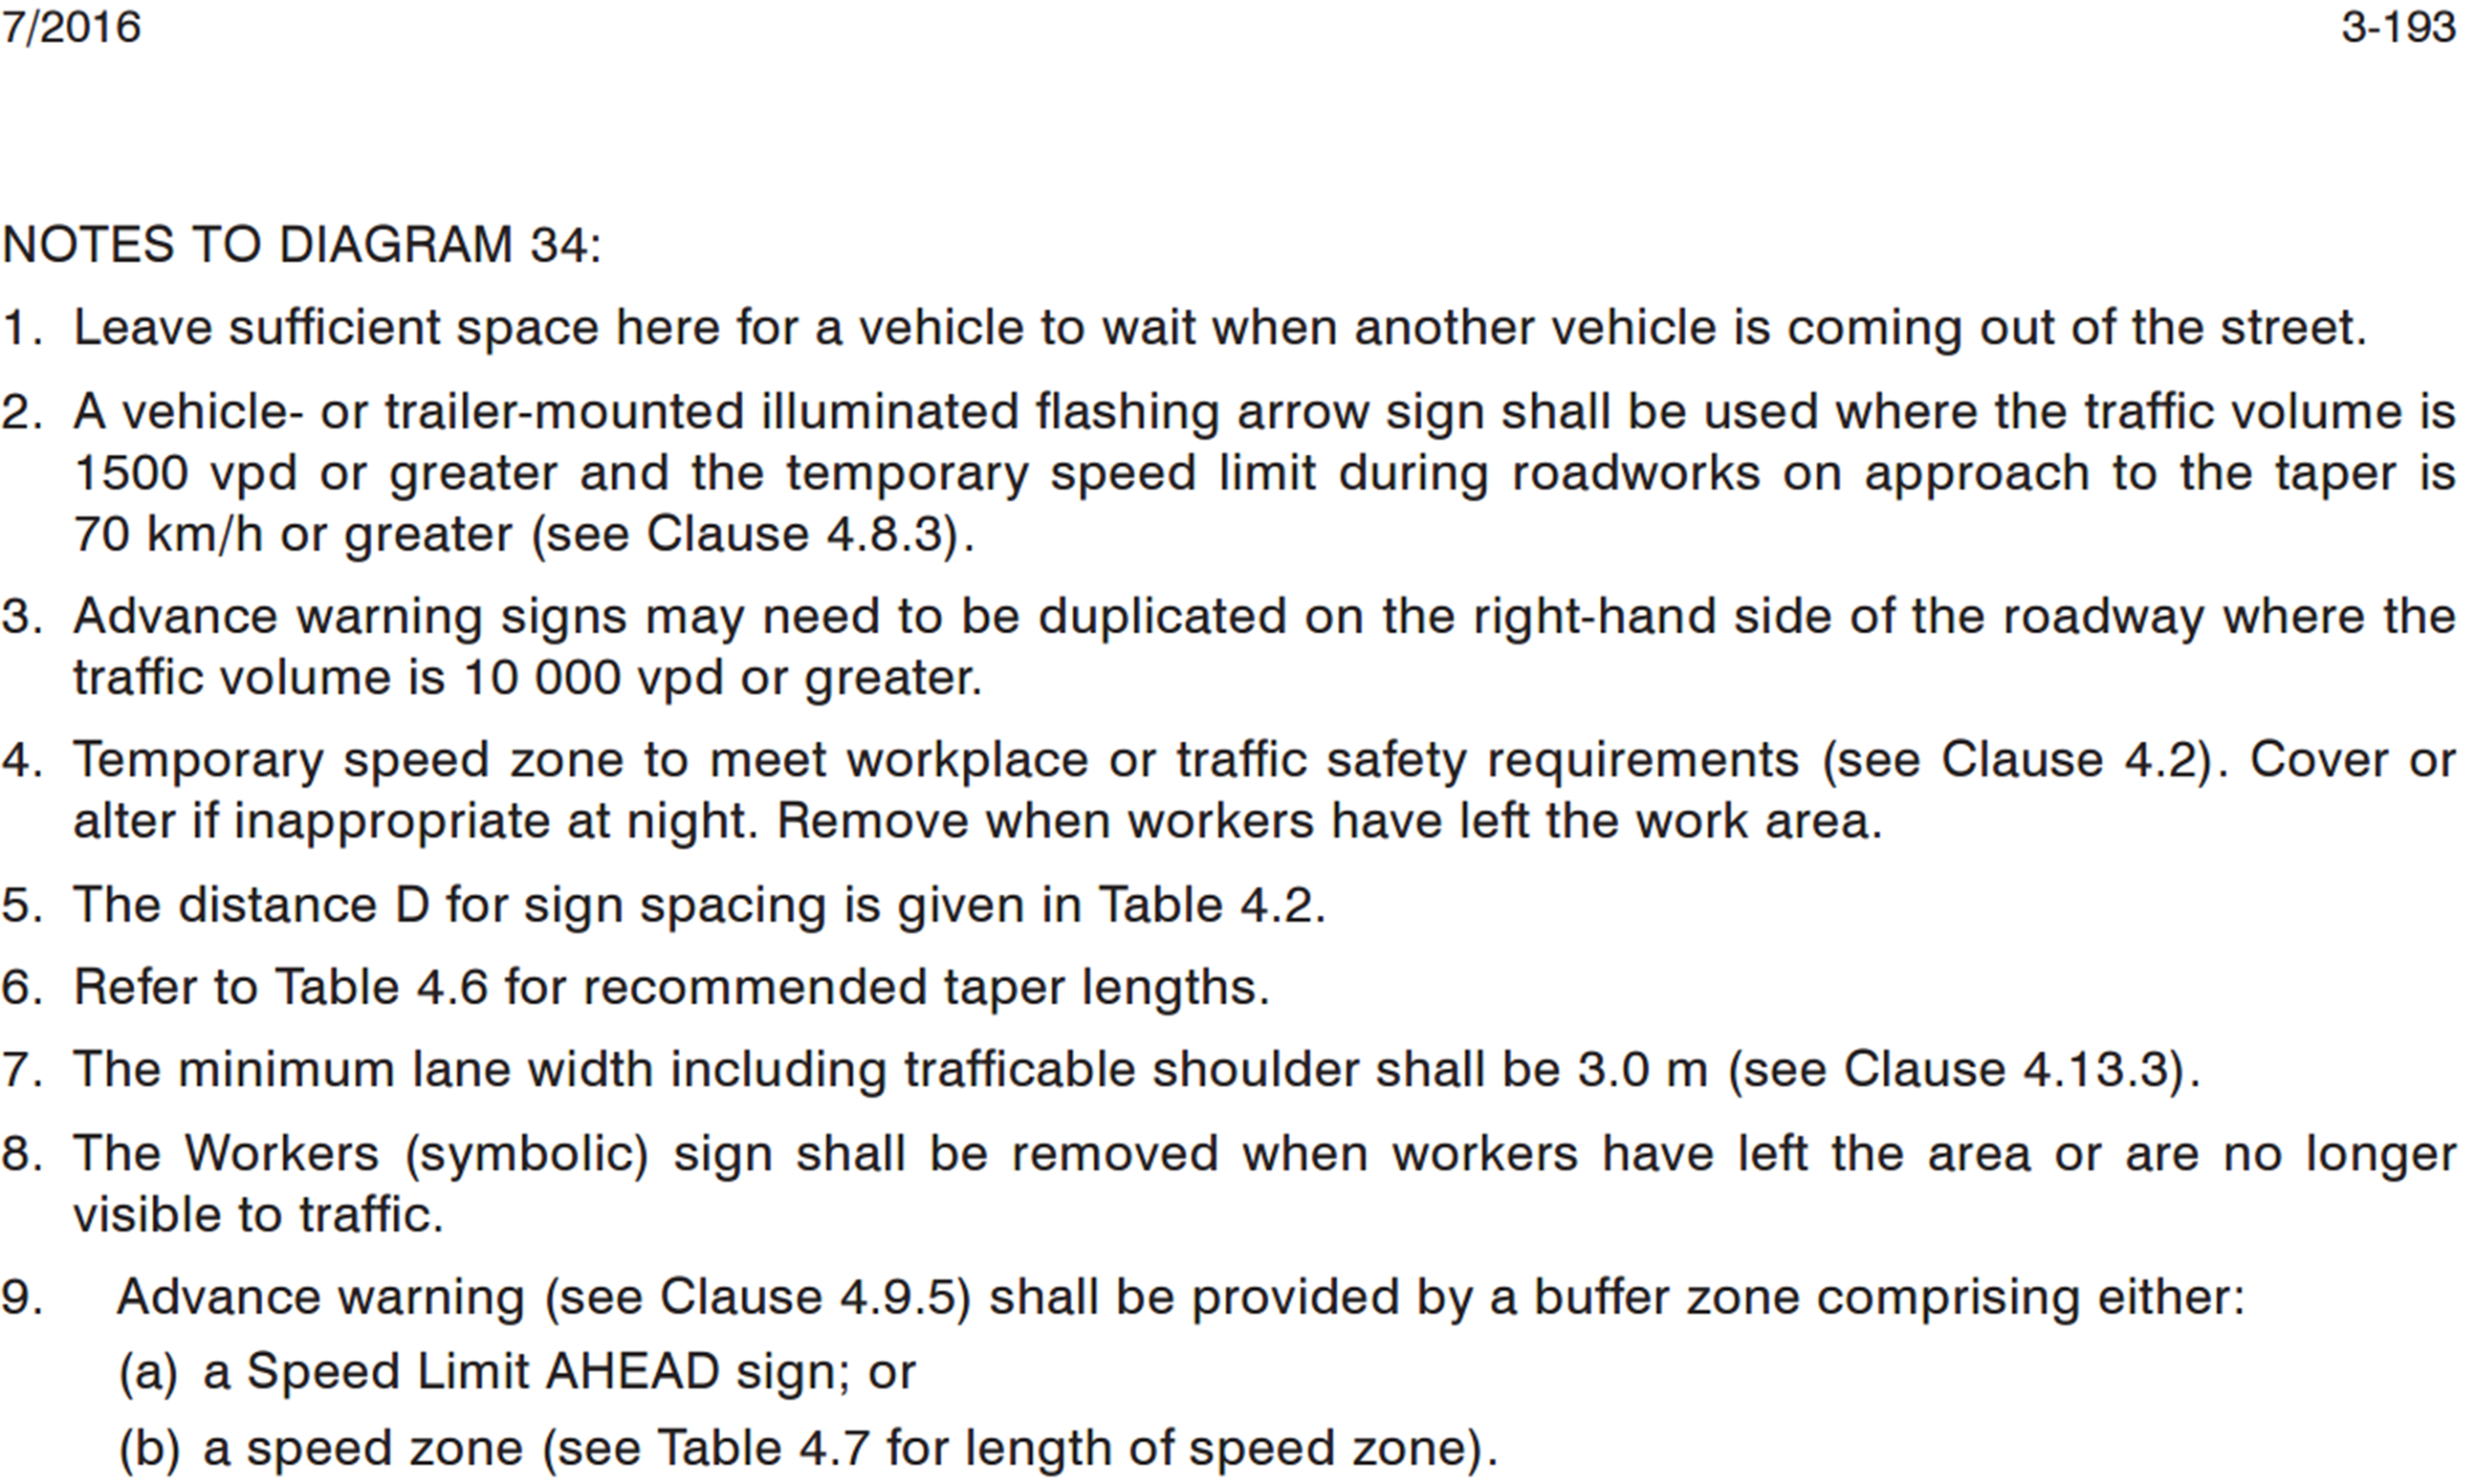 7/2016 3-193
NOTES TO DIAGRAM 34:
1. Leave sufficient space here for a vehicle to wait when another vehicle is coming out of the street.
2. A vehicle- or trailer-mounted illuminated flashing arrow sign shall be used where the traffic volume is
1500 vpd or greater and the temporary speed limit during roadworks on approach to the taper is
70 km/h or greater (see Clause 4.8.3).
3. Advance warning signs may need to be duplicated on the right-hand side of the roadway where the
traffic volume is 10 000 vpd or greater.
4. Temporary speed zone to meet workplace or traffic safety requirements (see Clause 4.2). Cover or
alter if inappropriate at night. Remove when workers have left the work area.
5. The distance D for sign spacing is given in Table 4.2.
6. Refer to Table 4.6 for recommended taper lengths.
7. The minimum lane width including trafficable shoulder shall be 3.0 m (see Clause 4.13.3).
8. The Workers (symbolic) sign shall be removed when workers have left the area or are no longer
visible to traffic.
9. Advance warning (see Clause 4.9.5) shall be provided by a buffer zone comprising either:
(a) a Speed Limit AHEAD sign; or
(b) a speed zone (see Table 4.7 for length of speed zone).